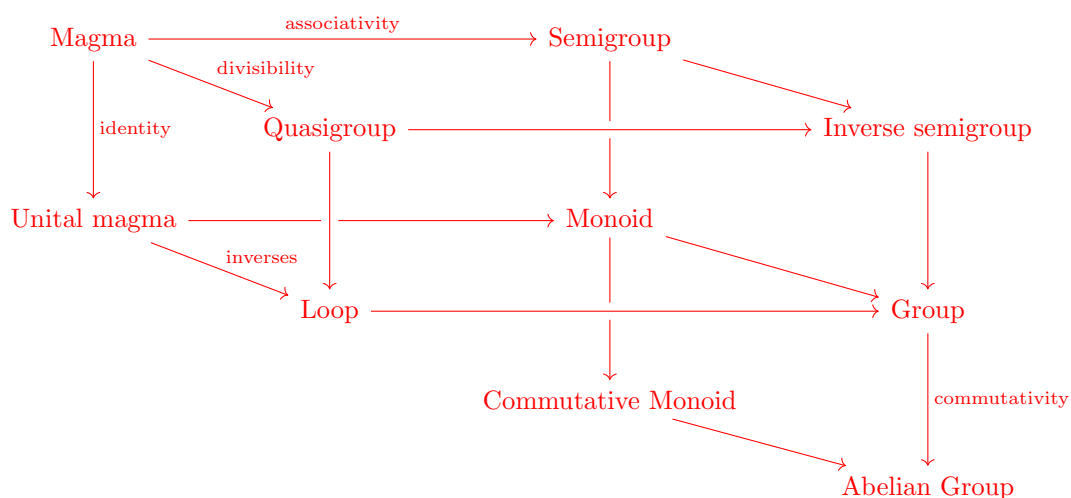 associativity
Magma Semigroup
divisibility
identity Quasigroup Inverse semigroup
Unital magma Monoid
inverses
Loop Group
Commutative Monoid commutativity
Abelian Group